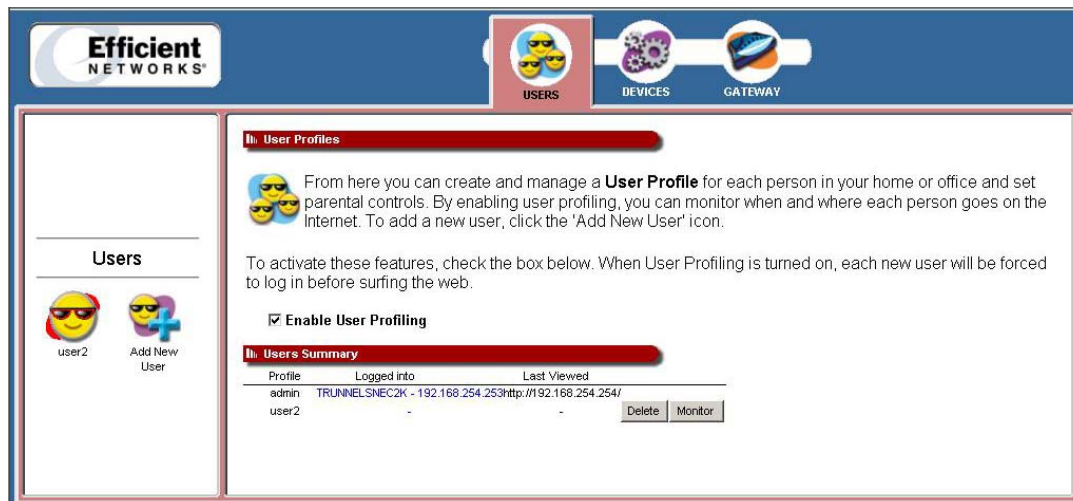 Efficient
NETWORKS®
USERS
DEVICES
GATEWAY
User Profiles
From here you can create and manage a User Profile for each person in your home or office and set
parental controls. By enabling user profiling, you can monitor when and where each person goes on the
Internet. To add a new user, click the 'Add New User' icon.
Users
To activate these features, check the box below. When User Profiling is turned on, each new user will be forced
to log in before surfing the web.
Enable User Profiling
user2
Add New
User
Users Summary
Profile Logged into Last Viewed
admin TRUNNELSNEC2K - 192.168.254.253http://192.168.254.254/
user2 - - Delete Monitor